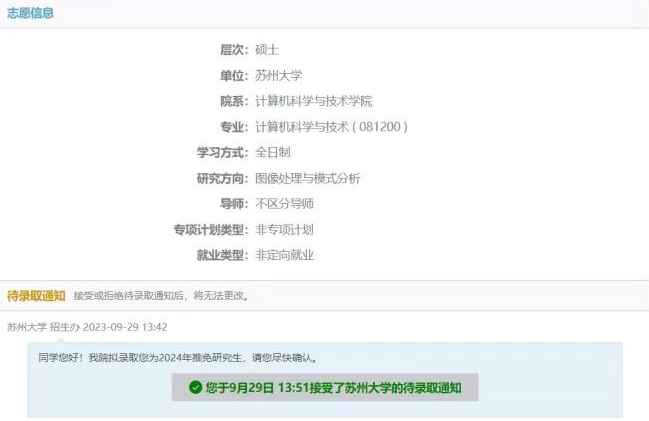 志愿信息
层次: 硕士
单位: 苏州大学
院系: 计算机科学与技术学院
专业: 计算机科学与技术 ( 081200 )
学习方式: 全日制
研究方向: 图像处理与模式分析
导师: 不区分导师
专项计划类型: 非专项计划
就业类型: 非定向就业
待录取通知 接受或拒绝待录取通知后，将无法更改。
苏州大学 招生办 2023-09-29 13:42
同学您好！我院拟录取您为2024年推免研究生，请您尽快确认。
您于9月29日 13:51接受了苏州大学的待录取通知